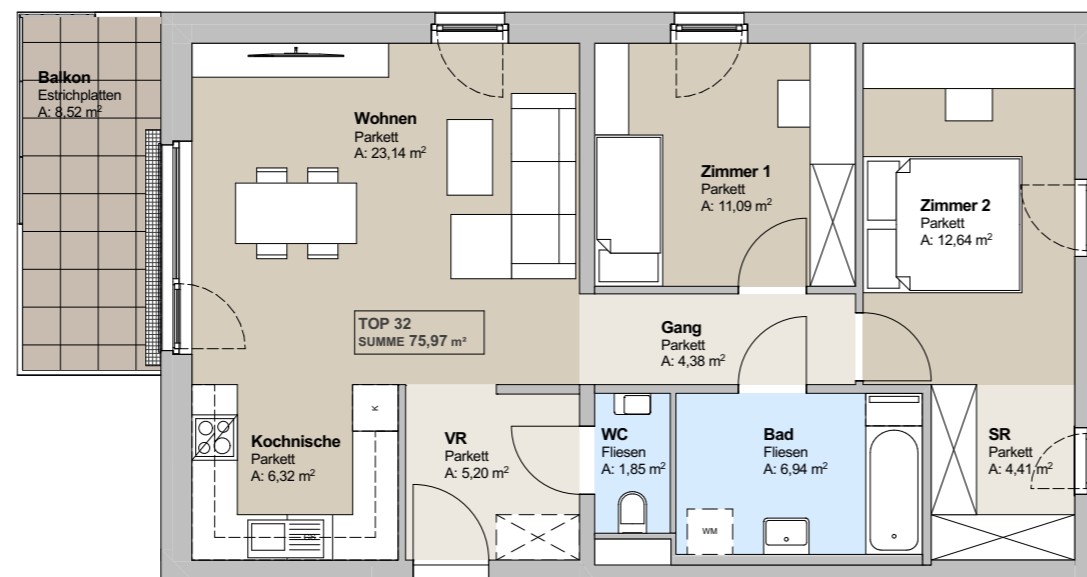 Balkon
Estrichplatten
A: 8,52 m²
Wohnen
Parkett
A: 23,14 m²
Zimmer 1
Parkett
A: 11,09 m²
Zimmer 2
Parkett
A: 12,64 m²
TOP 32
SUMME 75,97 m²
Gang
Parkett
A: 4,38 m²
K
Kochnische
Parkett
A: 6,32 m²
VR
Parkett
A: 5,20 m²
WC
Fliesen
A: 1,85 m²
Bad
Fliesen
A: 6,94 m²
SR
Parkett
A: 4,41 m²
WM